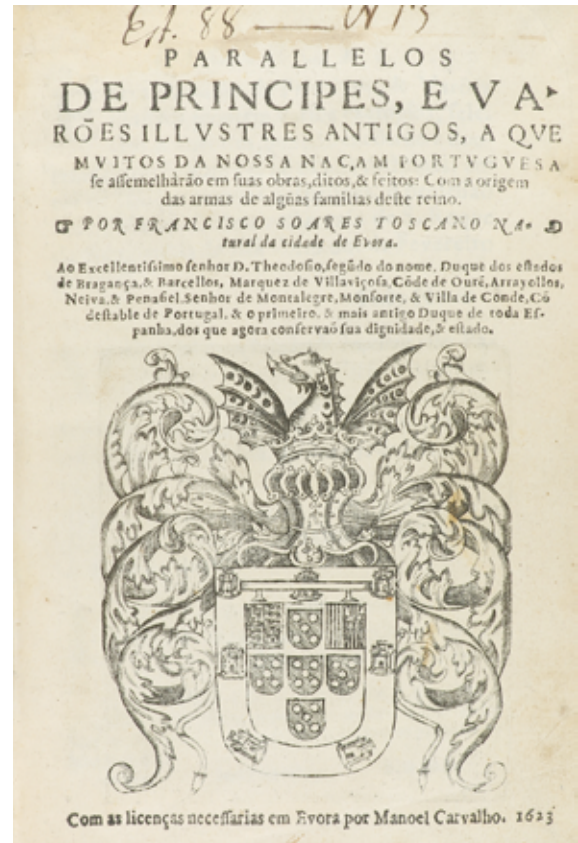 Est. 88 — Nº 15
PARALLELOS
DE PRINCIPES, E VA-
RÕES ILLVSTRES ANTIGOS, A QVE
MVITOS DA NOSSA NAÇAM PORTVGVESA
ſe aſſemelhàrão em ſuas obras,ditos,& feitos: Com a origem
das armas de algũas familias deſte reino.
☞ POR FRANCISCO SOARES TOSCANO NA-
tural da cidade de Evora.
Ao Excellentiſsimo ſenhor D. Theodoſio,ſegũdo do nome, Duque dos eſtados
de Bragança,& Barcellos, Marquez de Villaviçoſa, Cõde de Ourẽ, Arrayollos,
Neiva,& Penafiel, Senhor de Montalegre, Monforte, & Villa de Conde, Cõ
deſtable de Portugal, & o primeiro, & mais antigo Duque de toda Eſ-
panha,dos que agora conſervaõ ſua dignidade,& eſtado.
Com as licenças neceſſarias em Evora por Manoel Carvalho. 1623